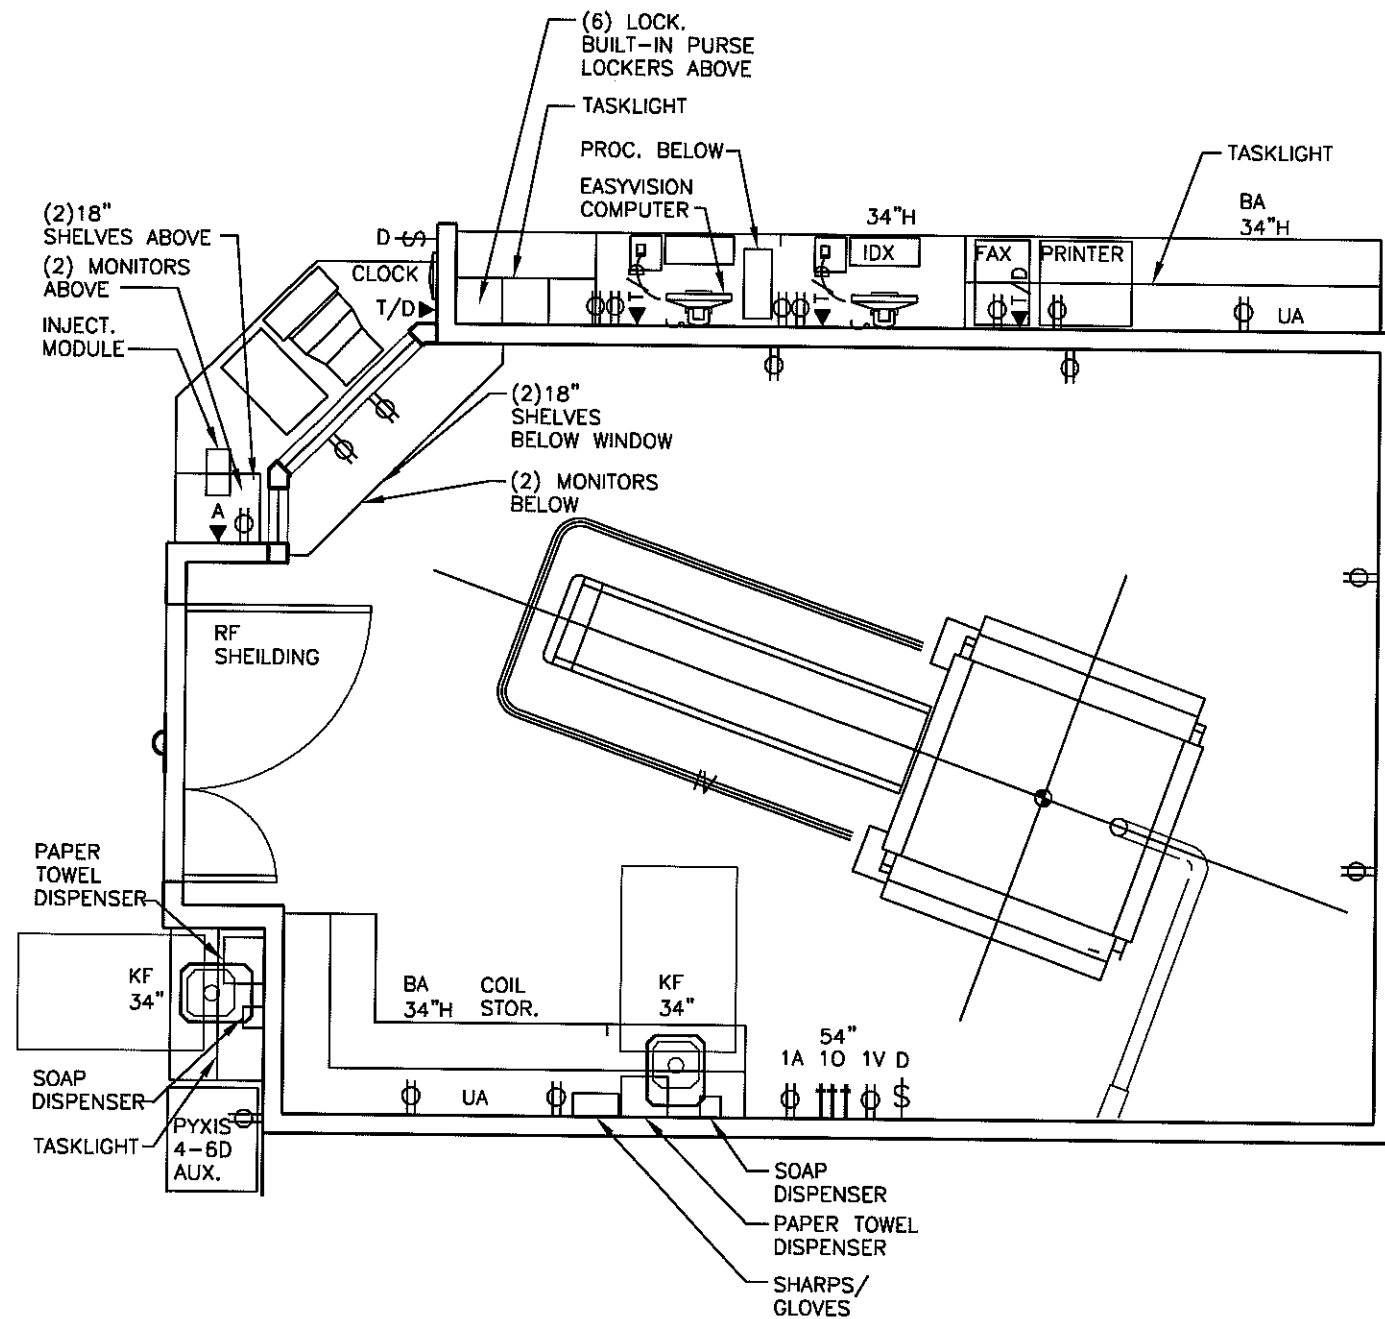 (6) LOCK.
BUILT-IN PURSE
LOCKERS ABOVE
TASKLIGHT
PROC. BELOW
EASYVISION
COMPUTER
TASKLIGHT
BA
34"H
34"H
(2)18"
SHELVES ABOVE
(2) MONITORS
ABOVE
INJECT.
MODULE
D S
CLOCK
T/D
T/D
T/D
IDX
FAX
T/D
PRINTER
UA
(2)18"
SHELVES
BELOW WINDOW
(2) MONITORS
BELOW
A
RF
SHEILDING
PAPER
TOWEL
DISPENSER
KF
34"
SOAP
DISPENSER
TASKLIGHT
PYXIS
4-6D
AUX.
BA
34"H
COIL
STOR.
KF
34"
UA
54"
1A 10 1V D
S
SOAP
DISPENSER
PAPER TOWEL
DISPENSER
SHARPS/
GLOVES